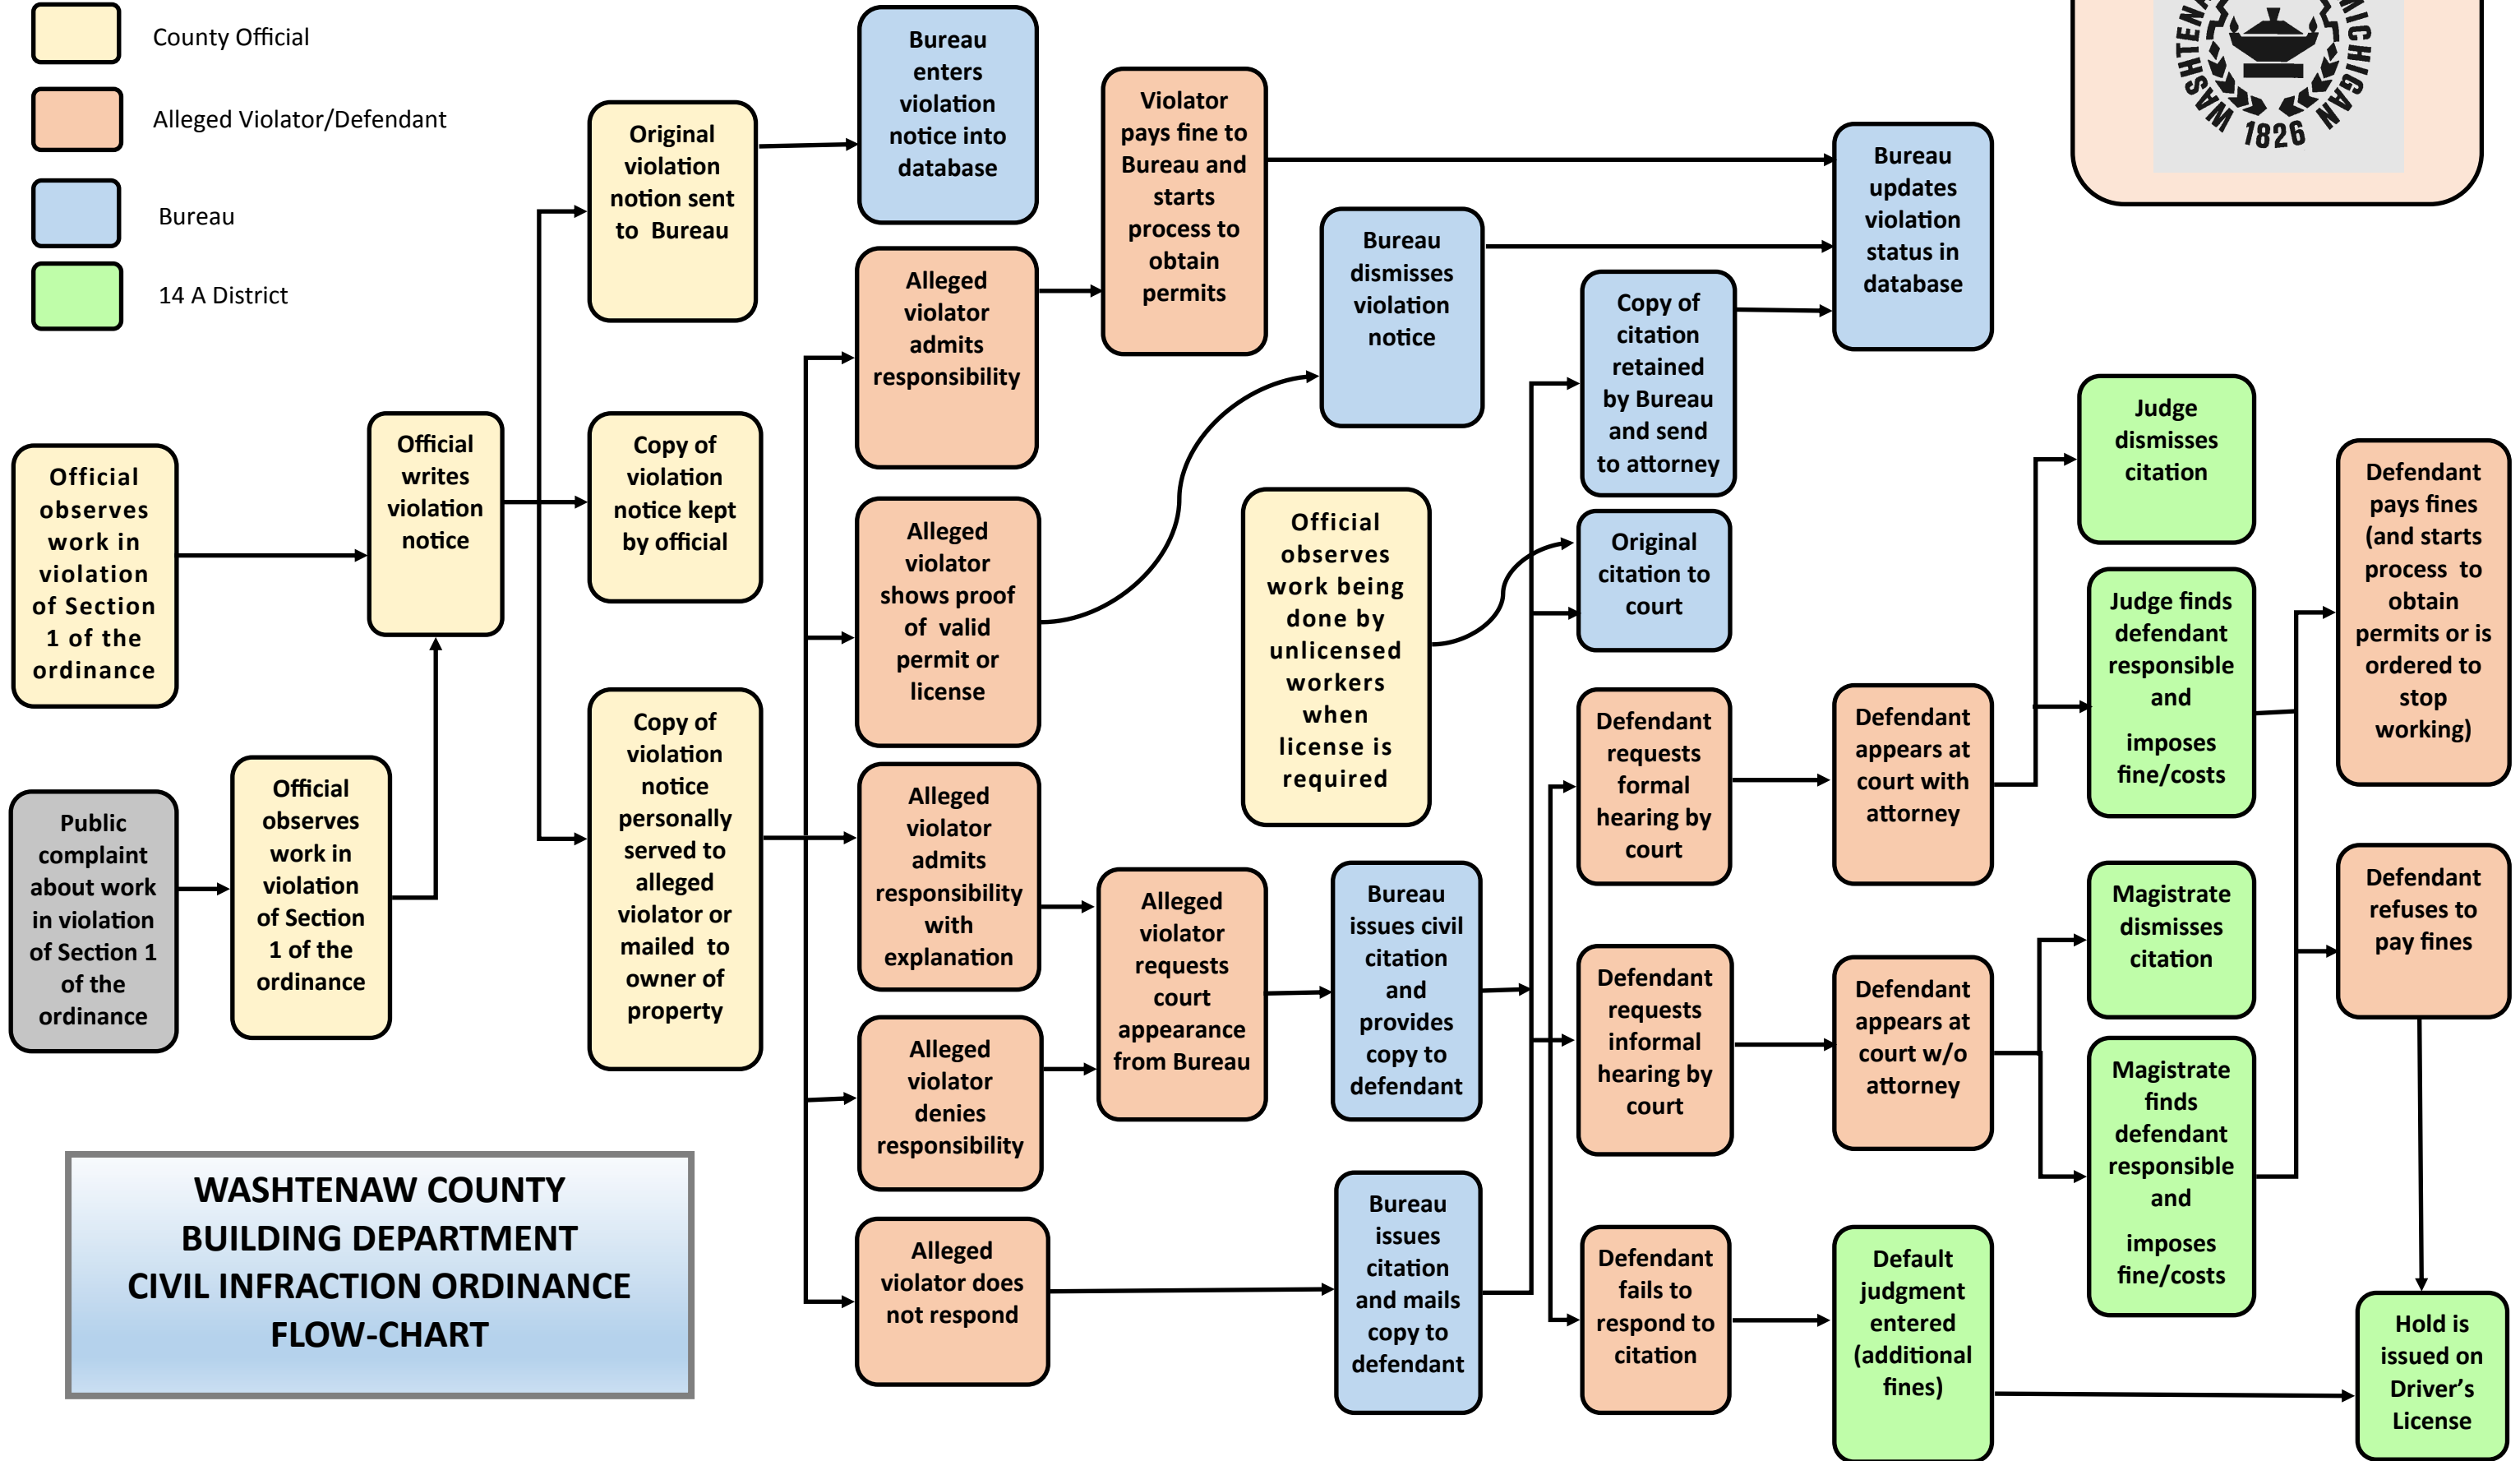 County Official
Alleged Violator/Defendant
Bureau
14 A District
WASHTENA
MICHIGAN
1826
Official
observes
work in
violation
of Section
1 of the
ordinance
Public
complaint
about work
in violation
of Section 1
of the
ordinance
Official
observes
work in
violation
of Section
1 of the
ordinance
Official
writes
violation
notice
Original
violation
notion sent
to Bureau
Copy of
violation
notice kept
by official
Copy of
violation
notice
personally
served to
alleged
violator or
mailed to
owner of
property
Bureau
enters
violation
notice into
database
Alleged
violator
admits
responsibility
Alleged
violator
shows proof
of valid
permit or
license
Alleged
violator
admits
responsibility
with
explanation
Alleged
violator
denies
responsibility
Alleged
violator does
not respond
Violator
pays fine to
Bureau and
starts
process to
obtain
permits
Alleged
violator
requests
court
appearance
from Bureau
Bureau
dismisses
violation
notice
Official
observes
work being
done by
unlicensed
workers
when
license is
required
Bureau
issues civil
citation
and
provides
copy to
defendant
Bureau
issues
citation
and mails
copy to
defendant
Copy of
citation
retained
by Bureau
and send
to attorney
Original
citation to
court
Defendant
requests
formal
hearing by
court
Defendant
requests
informal
hearing by
court
Defendant
fails to
respond to
citation
Bureau
updates
violation
status in
database
Defendant
appears at
court with
attorney
Defendant
appears at
court w/o
attorney
Default
judgment
entered
(additional
fines)
Judge
dismisses
citation
Judge finds
defendant
responsible
and
imposes
fine/costs
Magistrate
dismisses
citation
Magistrate
finds
defendant
responsible
and
imposes
fine/costs
Defendant
pays fines
(and starts
process to
obtain
permits or is
ordered to
stop
working)
Defendant
refuses to
pay fines
Hold is
issued on
Driver’s
License
WASHTENAW COUNTY
BUILDING DEPARTMENT
CIVIL INFRACTION ORDINANCE
FLOW-CHART